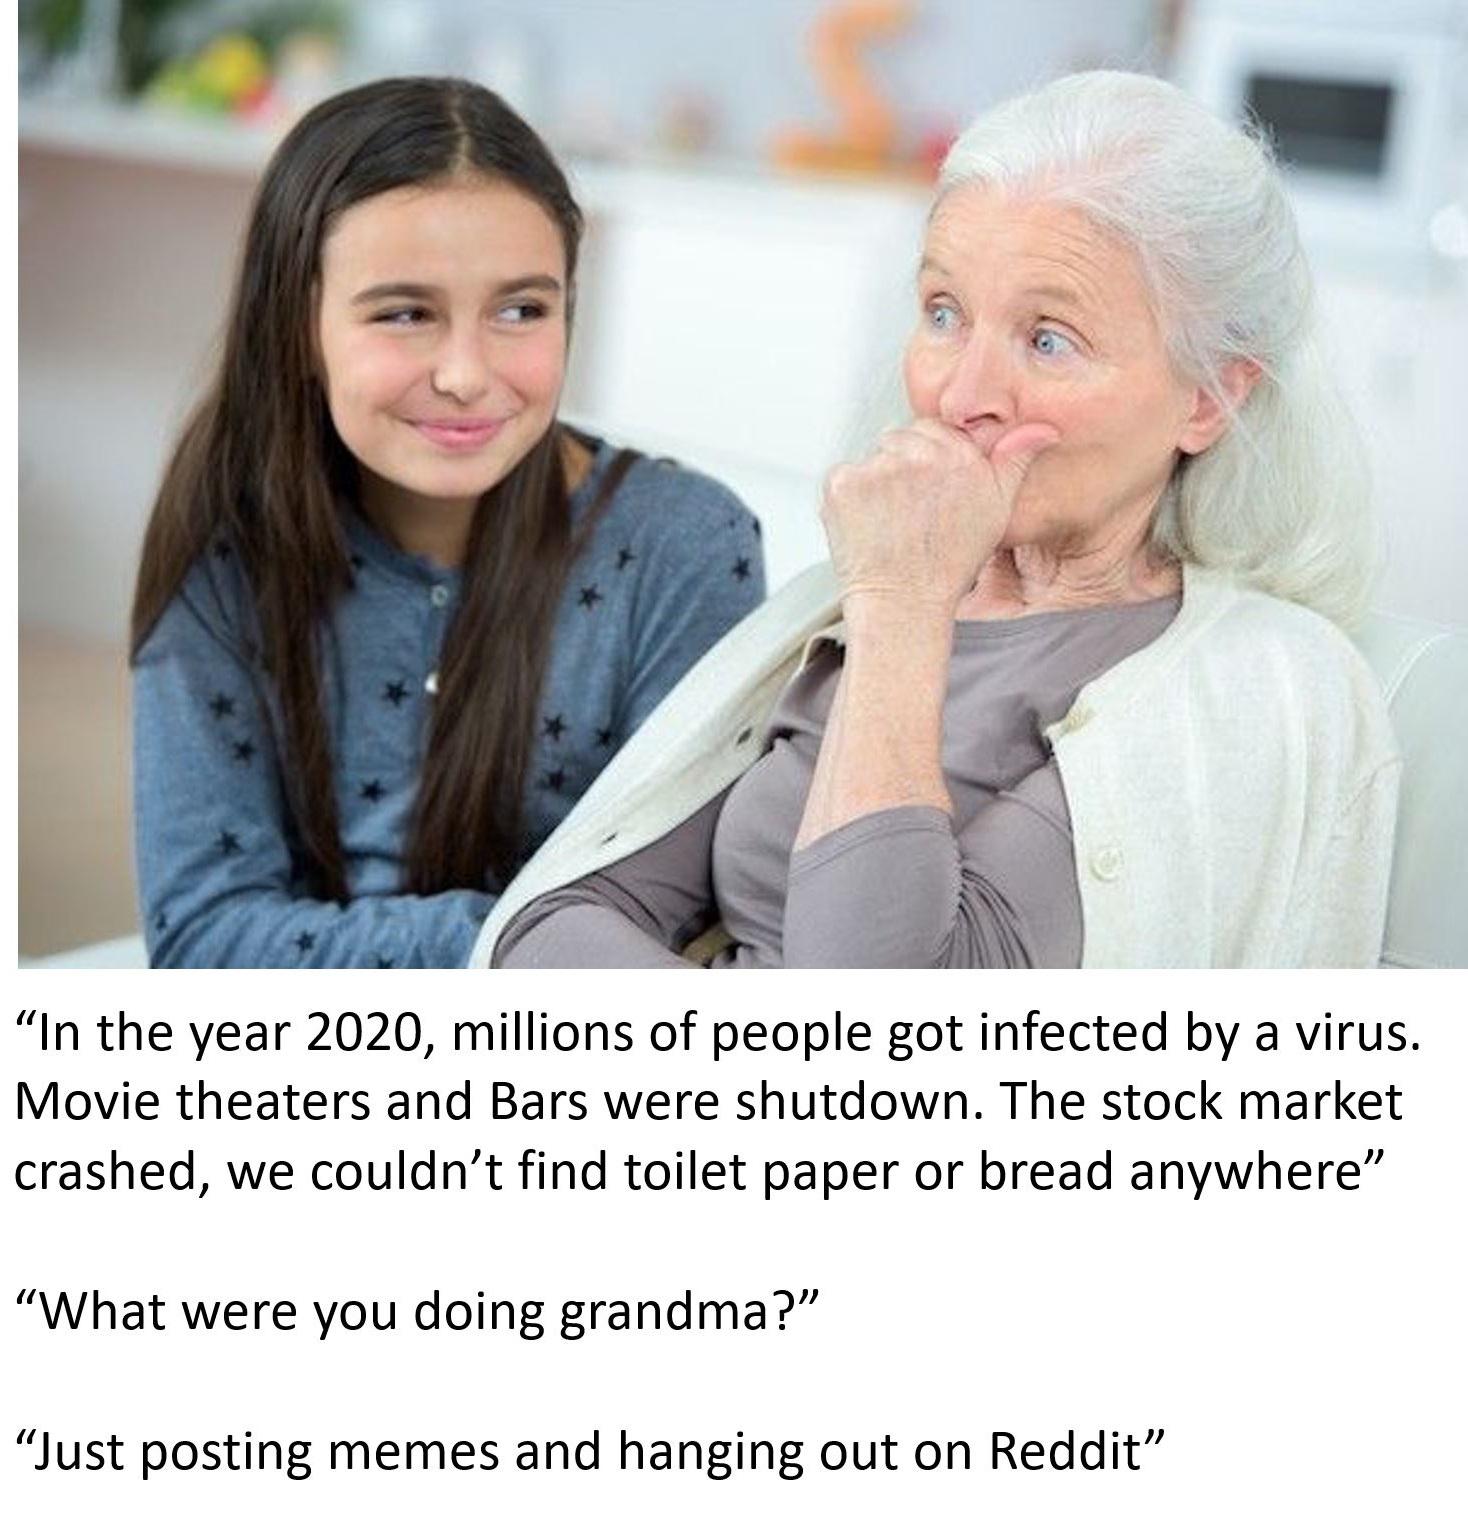 “In the year 2020, millions of people got infected by a virus.
Movie theaters and Bars were shutdown. The stock market
crashed, we couldn’t find toilet paper or bread anywhere”
“What were you doing grandma?”
“Just posting memes and hanging out on Reddit”